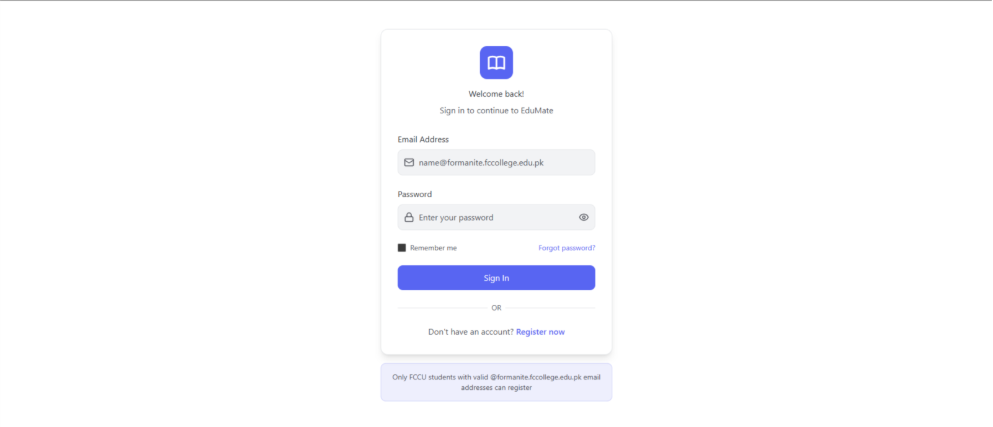 Welcome back!
Sign in to continue to EduMate
Email Address
name@formanite.fccollege.edu.pk
Password
Enter your password
Remember me
Forgot password?
Sign In
OR
Don't have an account? Register now
Only FCCU students with valid @formanite.fccollege.edu.pk email
addresses can register